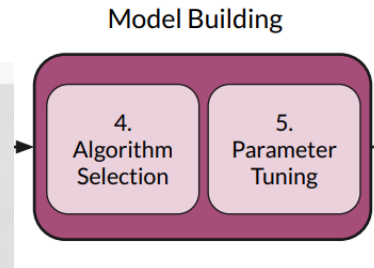 Model Building
4.
Algorithm
Selection
5.
Parameter
Tuning